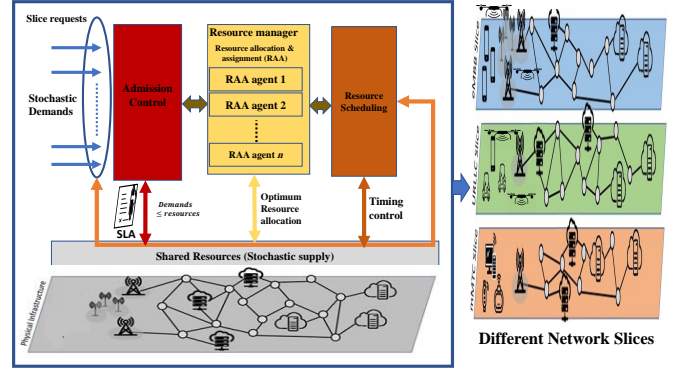 Slice requests
Stochastic
Demands
Admission
Control
Resource manager
Resource allocation &
assignment (RAA)
RAA agent 1
RAA agent 2
RAA agent n
Resource
Scheduling
SLA
Demands
≤ resources
Optimum
Resource
allocation
Timing
control
Shared Resources (Stochastic supply)
Physical Infrastructure
eMBB Slice
URLLC Slice
mMTC Slice
Different Network Slices